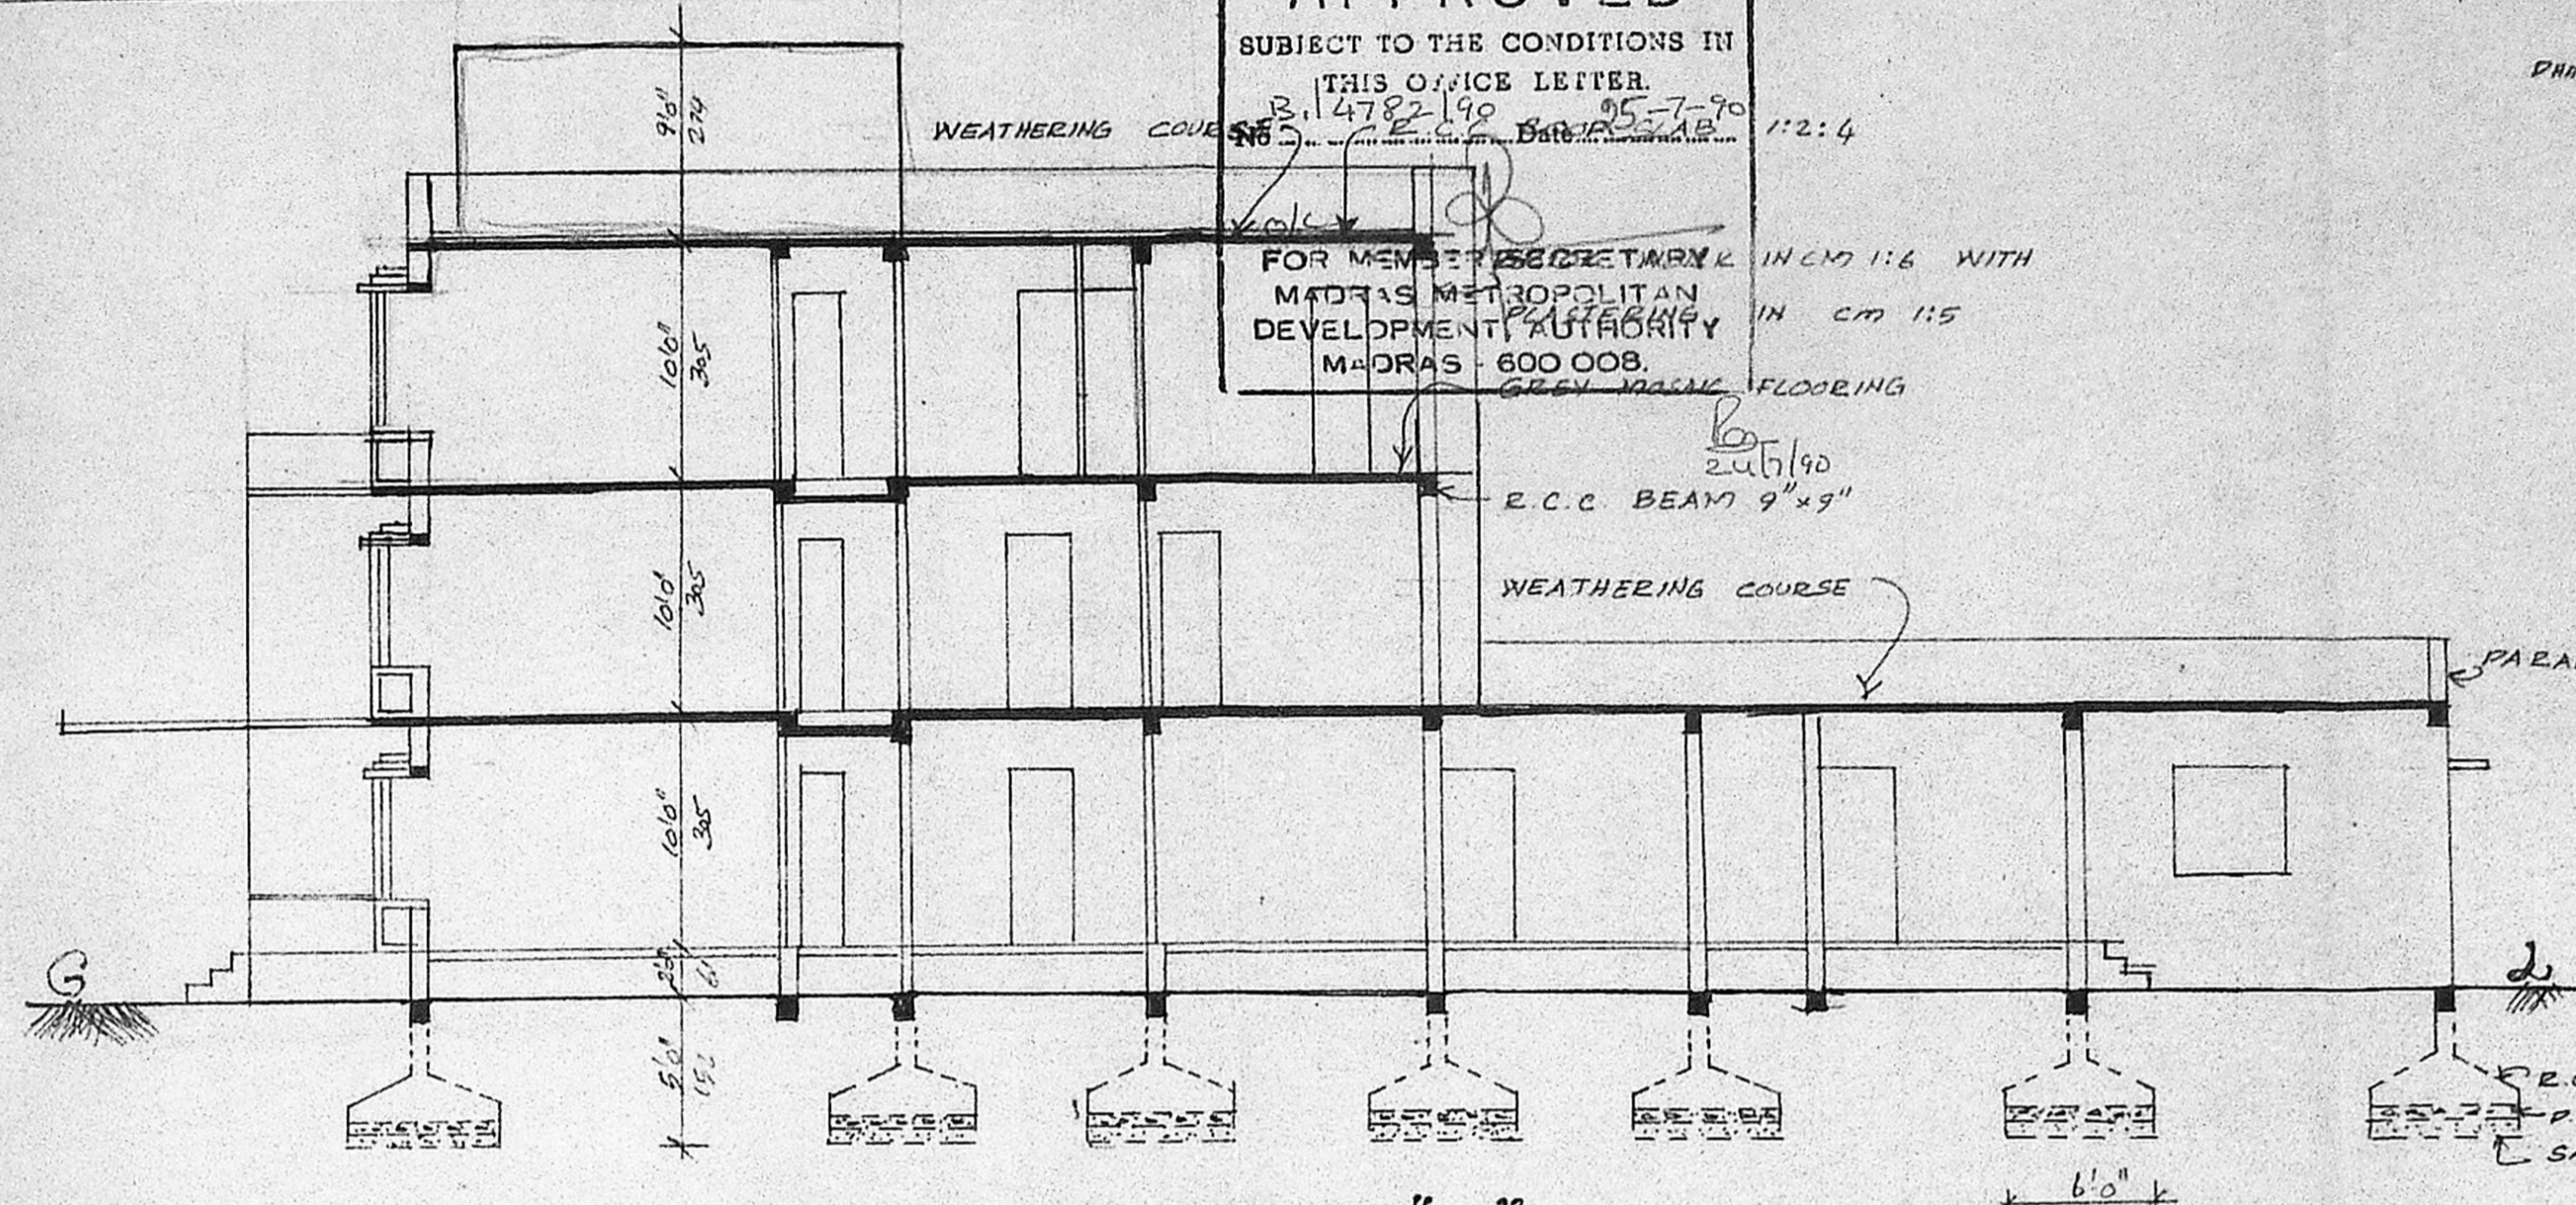 APPROVED
SUBJECT TO THE CONDITIONS IN
THIS OFFICE LETTER.
B. 4782/90 25-7-90
No Date
WEATHERING COURSE R.C.C. ROOF SLAB 1:2:4
9'0"
274
FOR MEMBER SECRETARY
IN CM 1:6 WITH
MADRAS METROPOLITAN
PLASTERING IN CM 1:5
DEVELOPMENT AUTHORITY
MADRAS - 600 008.
GREY MOSAIC FLOORING
10'0"
305
24/7/90
R.C.C. BEAM 9"x9"
10'0'
305
WEATHERING COURSE
10'0"
305
G
L
2'0"
61
5'0"
152
6'0"